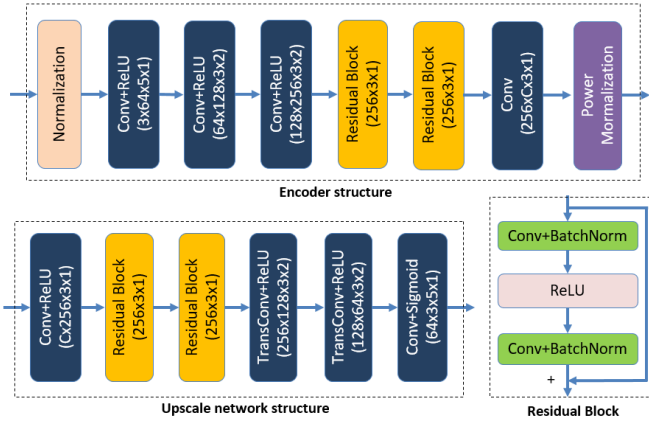 Normalization
Conv+ReLU
(3x64x5x1)
Conv+ReLU
(64x128x3x2)
Conv+ReLU
(128x256x3x2)
Residual Block
(256x3x1)
Residual Block
(256x3x1)
Conv
(256xCx3x1)
Power
Mormalization
Encoder structure
Conv+ReLU
(Cx256x3x1)
Residual Block
(256x3x1)
Residual Block
(256x3x1)
TransConv+ReLU
(256x128x3x2)
TransConv+ReLU
(128x64x3x2)
Conv+Sigmoid
(64x3x5x1)
Upscale network structure
Conv+BatchNorm
ReLU
Conv+BatchNorm
+
Residual Block